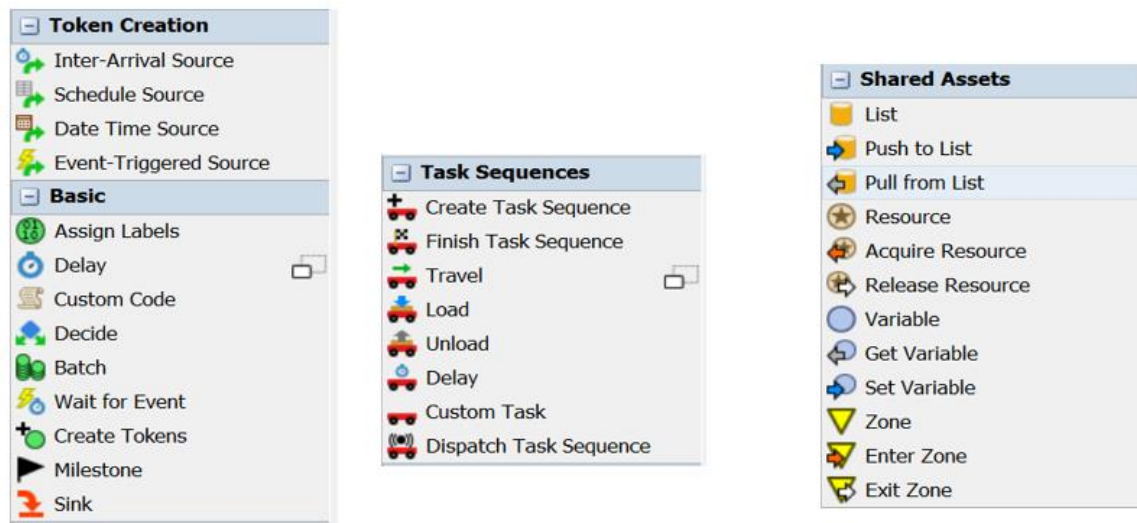 Token Creation
Inter-Arrival Source
Schedule Source
Date Time Source
Event-Triggered Source
Basic
Assign Labels
Delay
Custom Code
Decide
Batch
Wait for Event
Create Tokens
Milestone
Sink
Task Sequences
Create Task Sequence
Finish Task Sequence
Travel
Load
Unload
Delay
Custom Task
Dispatch Task Sequence
Shared Assets
List
Push to List
Pull from List
Resource
Acquire Resource
Release Resource
Variable
Get Variable
Set Variable
Zone
Enter Zone
Exit Zone